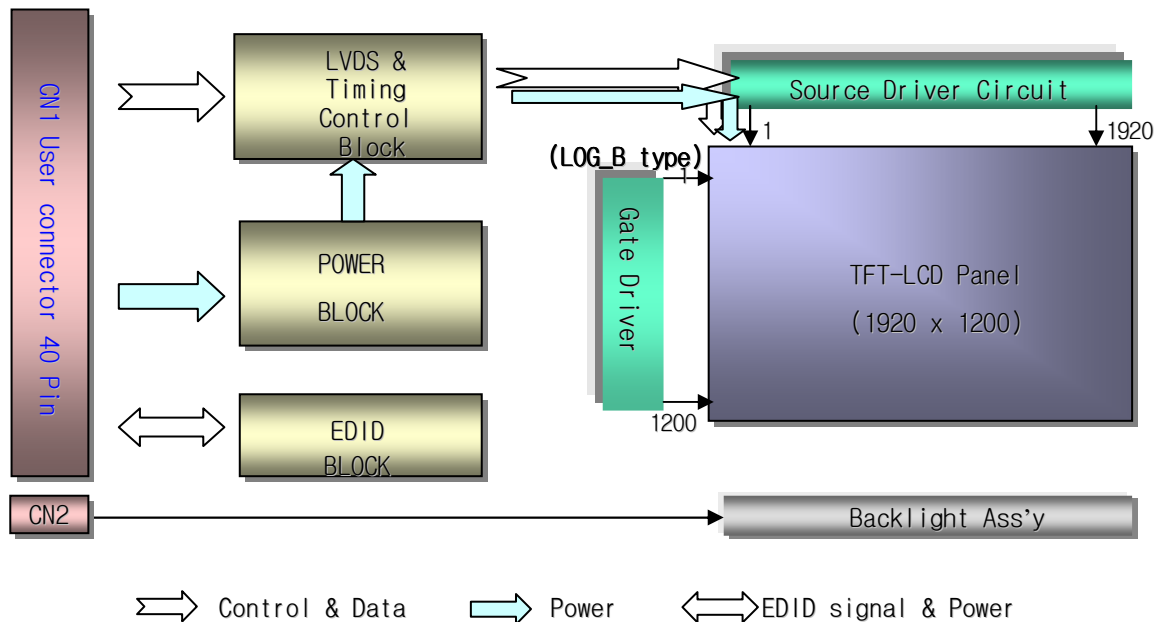 CN1 User connector 40 Pin
LVDS &
Timing
Control
Block
POWER
BLOCK
EDID
BLOCK
Source Driver Circuit
1
1920
(LOG_B type)
1
Gate Driver
1200
TFT-LCD Panel
(1920 x 1200)
CN2
Backlight Ass’y
Control & Data
Power
EDID signal & Power